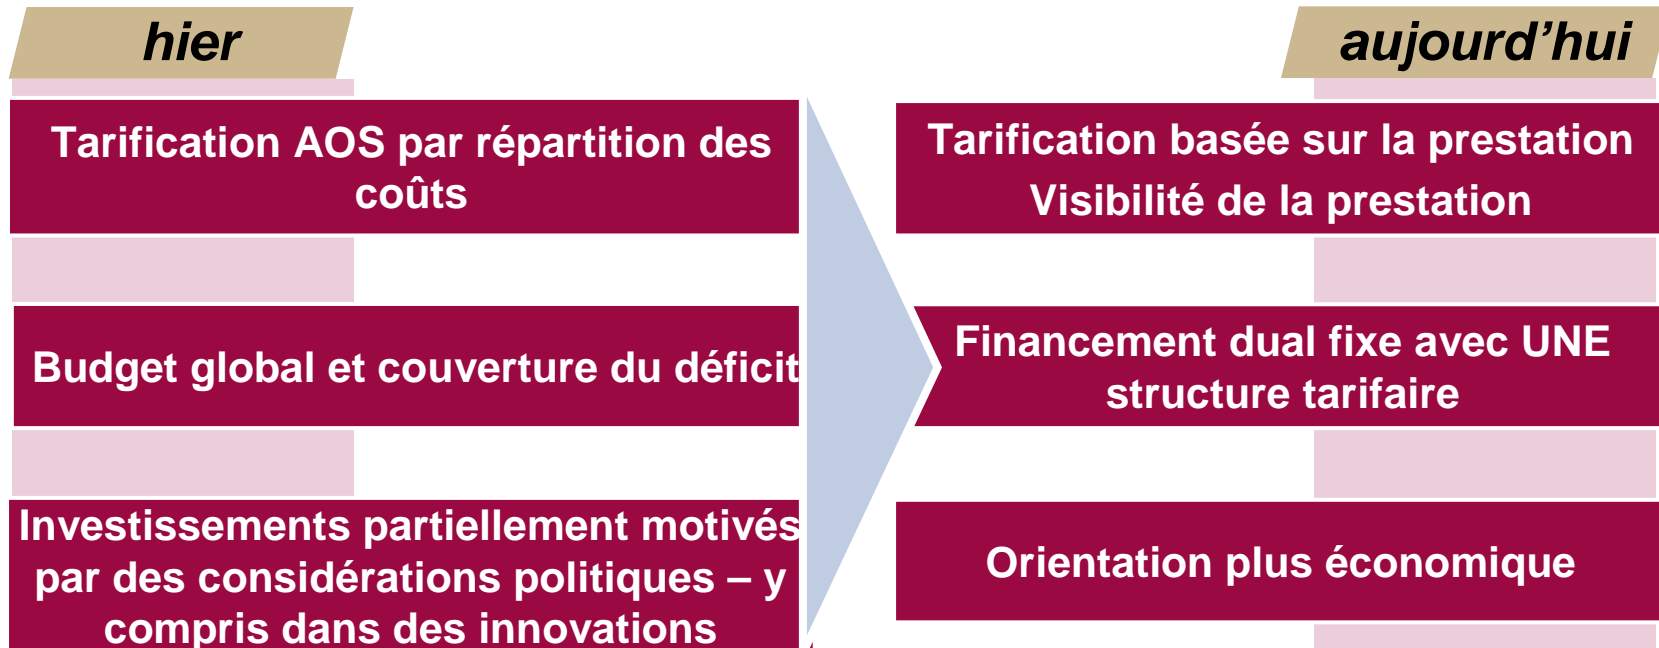 hier
aujourd’hui
Tarification AOS par répartition des
coûts
Tarification basée sur la prestation
Visibilité de la prestation
Budget global et couverture du déficit
Financement dual fixe avec UNE
structure tarifaire
Investissements partiellement motivés
par des considérations politiques – y
compris dans des innovations
Orientation plus économique